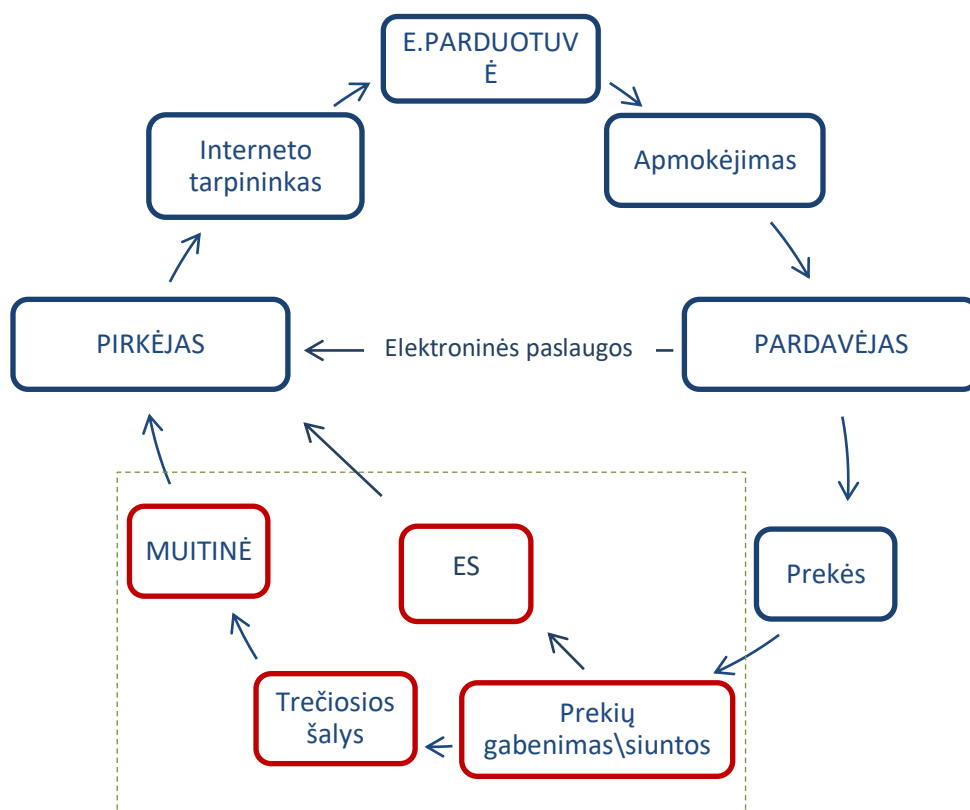 E.PARDUOTUV
Ė
Interneto
tarpininkas
Apmokėjimas
PIRKĖJAS
Elektroninės paslaugos
PARDAVĖJAS
MUITINĖ
ES
Prekės
Trečiosios
šalys
Prekių
gabenimas\siuntos